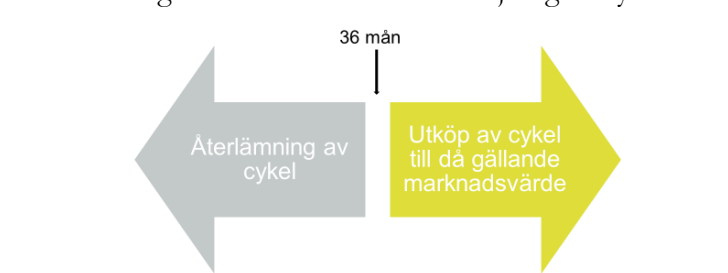 36 mån
Återlämning av
cykel
Utköp av cykel
till då gällande
marknadsvärde